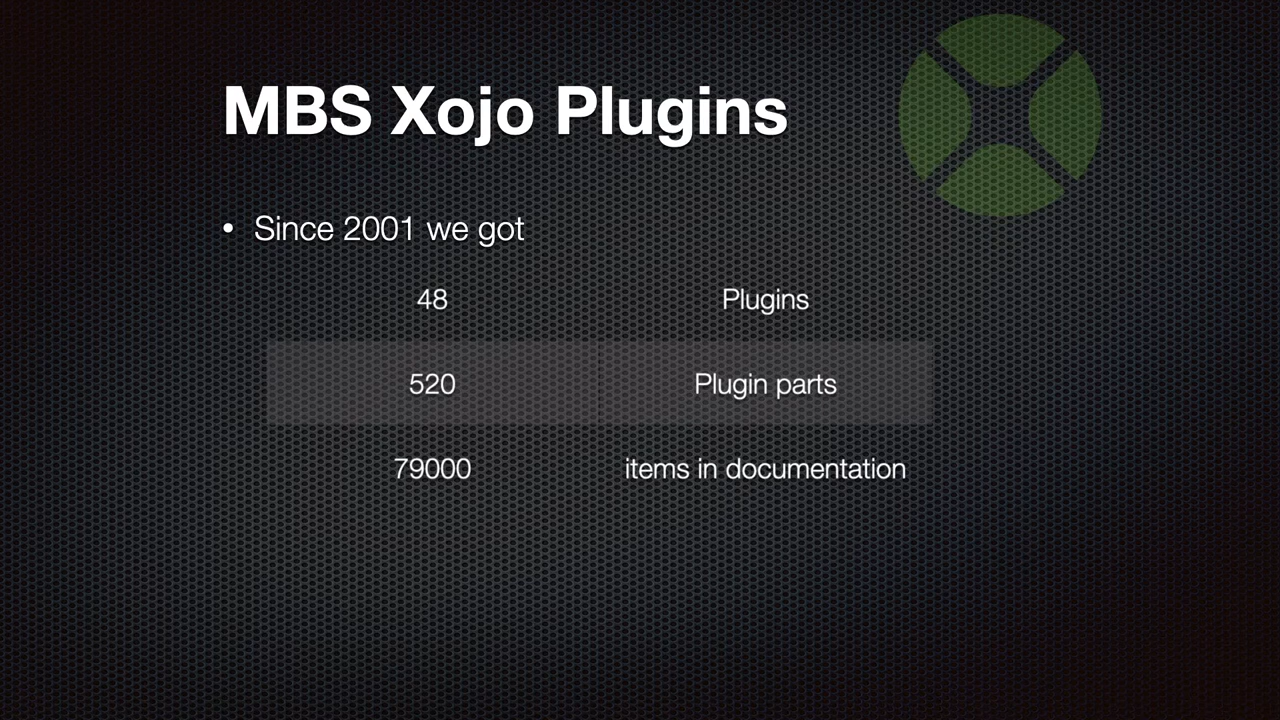 MBS Xojo Plugins
• Since 2001 we got
48 Plugins
520 Plugin parts
79000 items in documentation